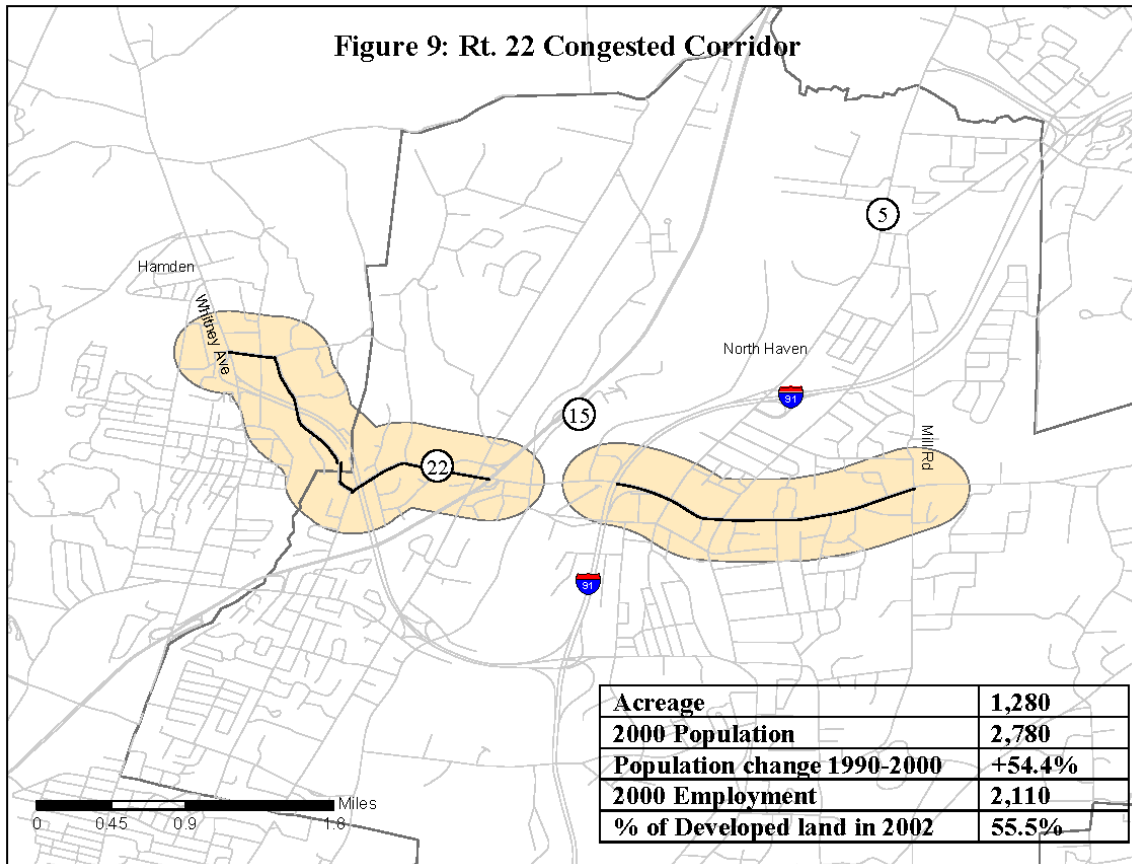 Figure 9: Rt. 22 Congested Corridor
5
Hamden
Whitney Ave
North Haven
91
15
Mill Rd
22
91
Acreage 1,280
2000 Population 2,780
Population change 1990-2000 +54.4%
2000 Employment 2,110
% of Developed land in 2002 55.5%
Miles
0 0.45 0.9 1.8